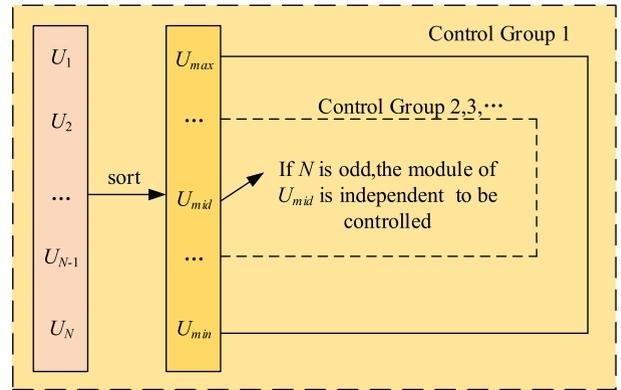 Control Group 1
U1
U2
...
UN-1
UN
sort
Umax
...
Umid
...
Umin
Control Group 2,3,···
If N is odd,the module of
Umid is independent to be
controlled